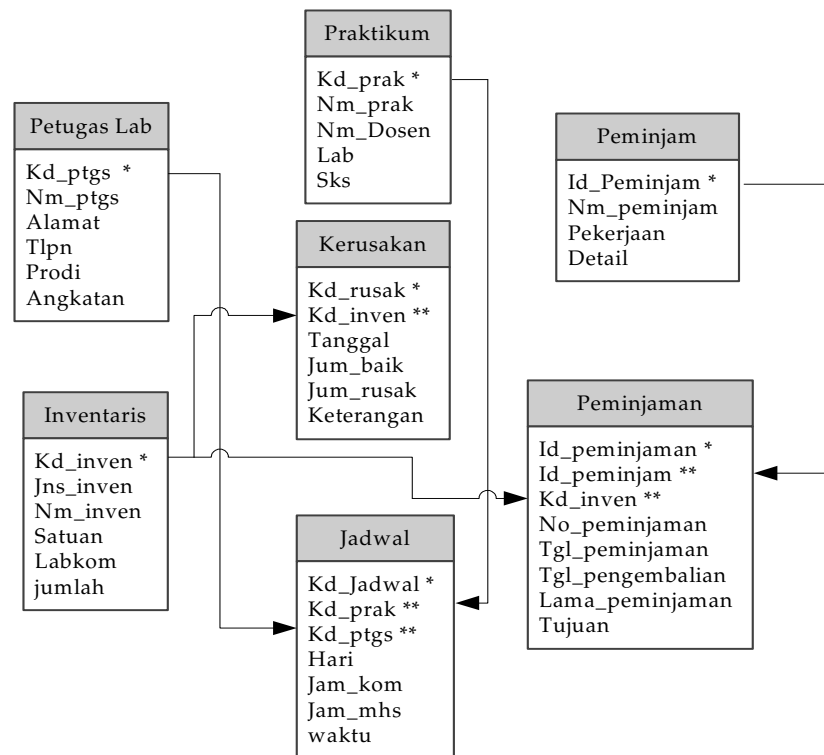 Praktikum
Kd_prak *
Nm_prak
Nm_Dosen
Lab
Sks
Petugas Lab
Kd_ptgs *
Nm_ptgs
Alamat
Tlpn
Prodi
Angkatan
Peminjam
Id_Peminjam *
Nm_peminjam
Pekerjaan
Detail
Kerusakan
Kd_rusak *
Kd_inven **
Tanggal
Jum_baik
Jum_rusak
Keterangan
Inventaris
Kd_inven *
Jns_inven
Nm_inven
Satuan
Labkom
jumlah
Peminjaman
Id_peminjaman *
Id_peminjam **
Kd_inven **
No_peminjaman
Tgl_peminjaman
Tgl_pengembalian
Lama_peminjaman
Tujuan
Jadwal
Kd_Jadwal *
Kd_prak **
Kd_ptgs **
Hari
Jam_kom
Jam_mhs
waktu